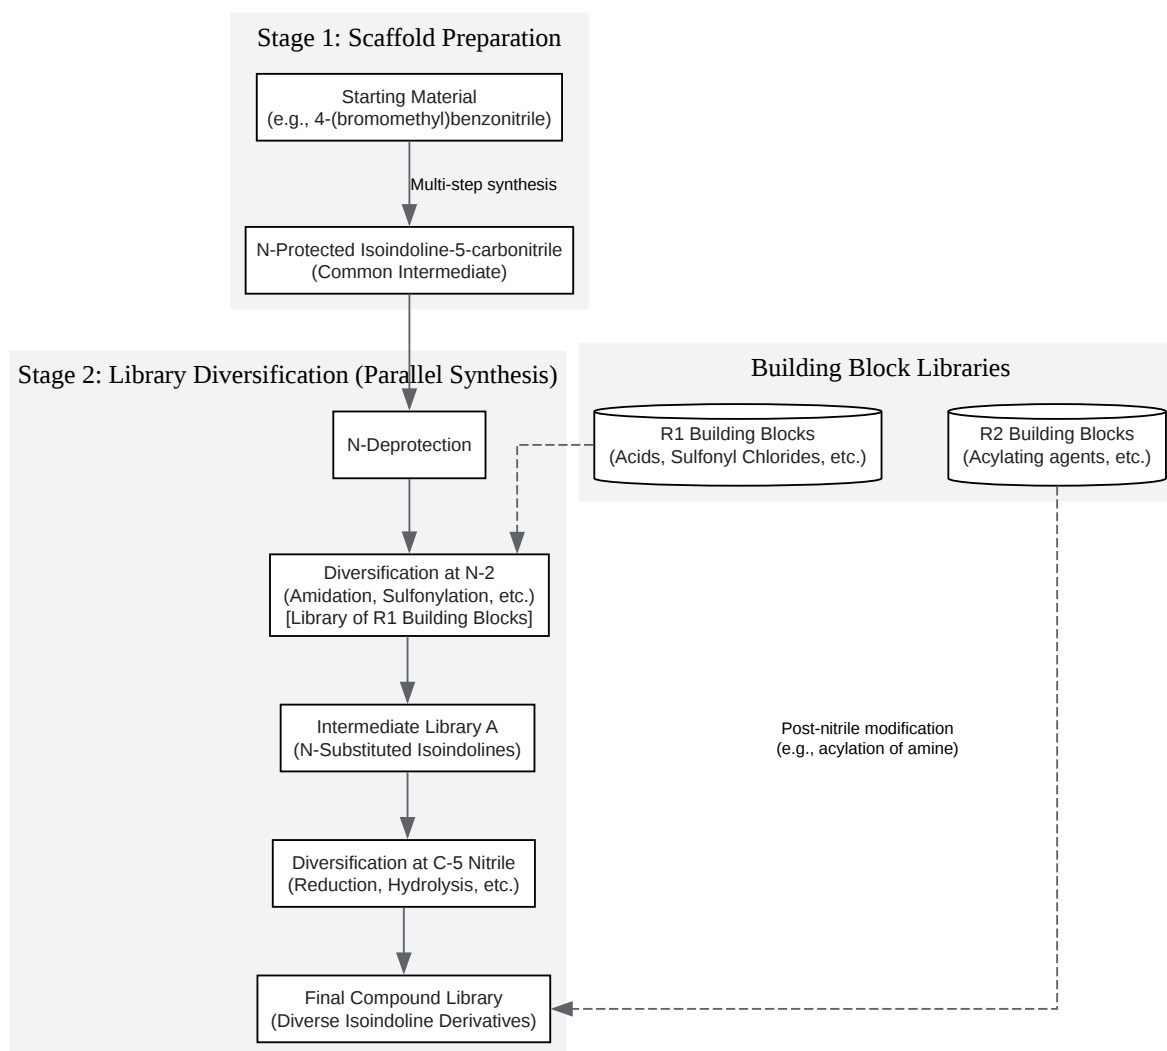 Stage 1: Scaffold Preparation
Starting Material
(e.g., 4-(bromomethyl)benzonitrile)
Multi-step synthesis
N-Protected Isoindoline-5-carbonitrile
(Common Intermediate)
Stage 2: Library Diversification (Parallel Synthesis)
N-Deprotection
Building Block Libraries
R1 Building Blocks
(Acids, Sulfonyl Chlorides, etc.)
R2 Building Blocks
(Acylating agents, etc.)
Diversification at N-2
(Amidation, Sulfonylation, etc.)
[Library of R1 Building Blocks]
Intermediate Library A
(N-Substituted Isoindolines)
Post-nitrile modification
(e.g., acylation of amine)
Diversification at C-5 Nitrile
(Reduction, Hydrolysis, etc.)
Final Compound Library
(Diverse Isoindoline Derivatives)